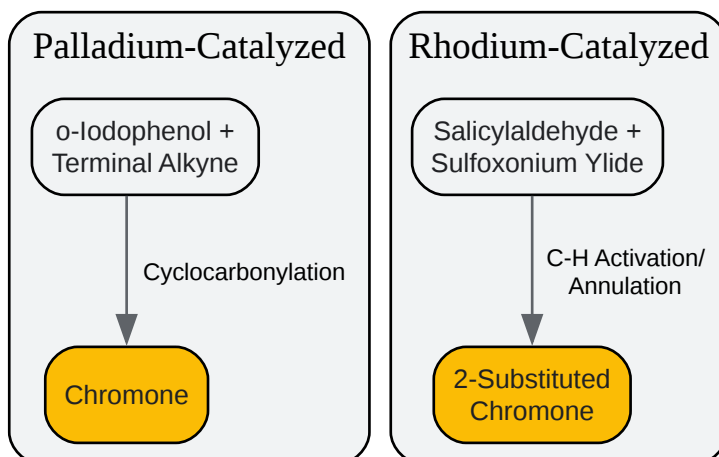 Palladium-Catalyzed
o-Iodophenol +
Terminal Alkyne
Cyclocarbonylation
Chromone
Rhodium-Catalyzed
Salicylaldehyde +
Sulfoxonium Ylide
C-H Activation/
Annulation
2-Substituted
Chromone